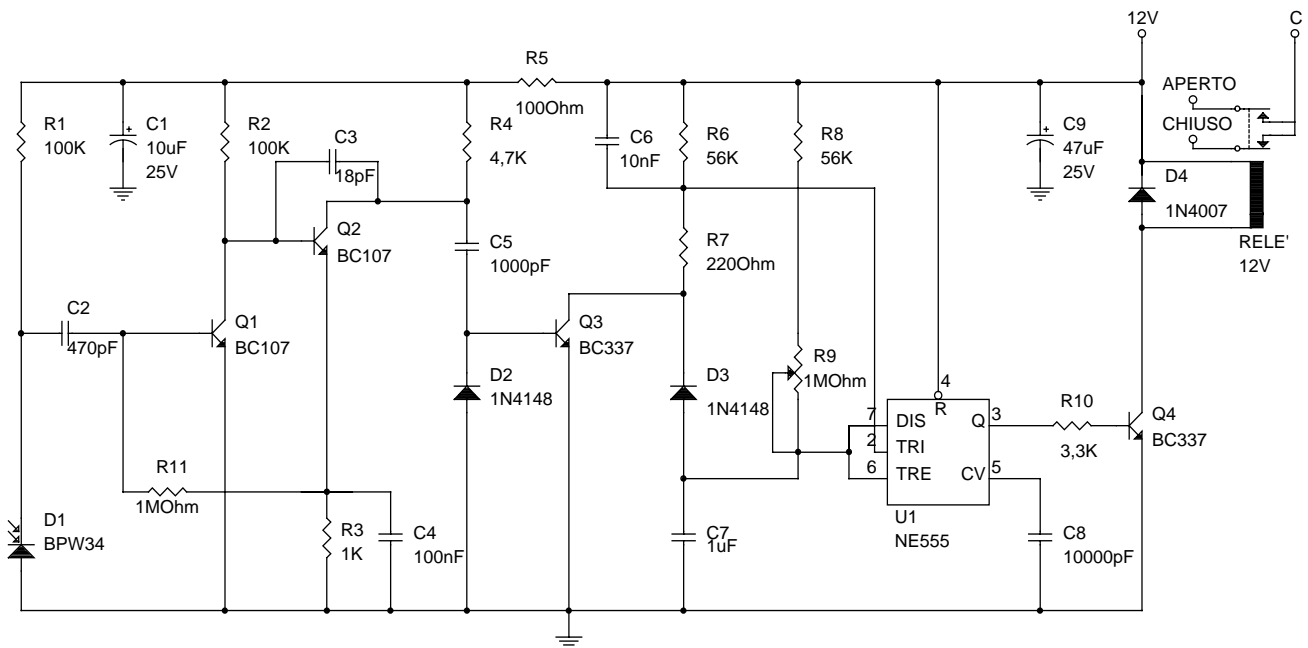 12V
C
R5
100Ohm
APERTO
CHIUSO
R1
100K
C1
10uF
25V
R2
100K
C3
18pF
R4
4,7K
C6
10nF
R6
56K
R8
56K
C9
47uF
25V
D4
1N4007
RELE'
12V
Q2
BC107
C5
1000pF
R7
220Ohm
C2
470pF
Q1
BC107
Q3
BC337
R9
1MOhm
D2
1N4148
D3
1N4148
4
R
7
DIS
Q
3
2
TRI
6
TRE
CV
5
U1
NE555
R10
3,3K
Q4
BC337
R11
1MOhm
D1
BPW34
R3
1K
C4
100nF
C7
1uF
C8
10000pF